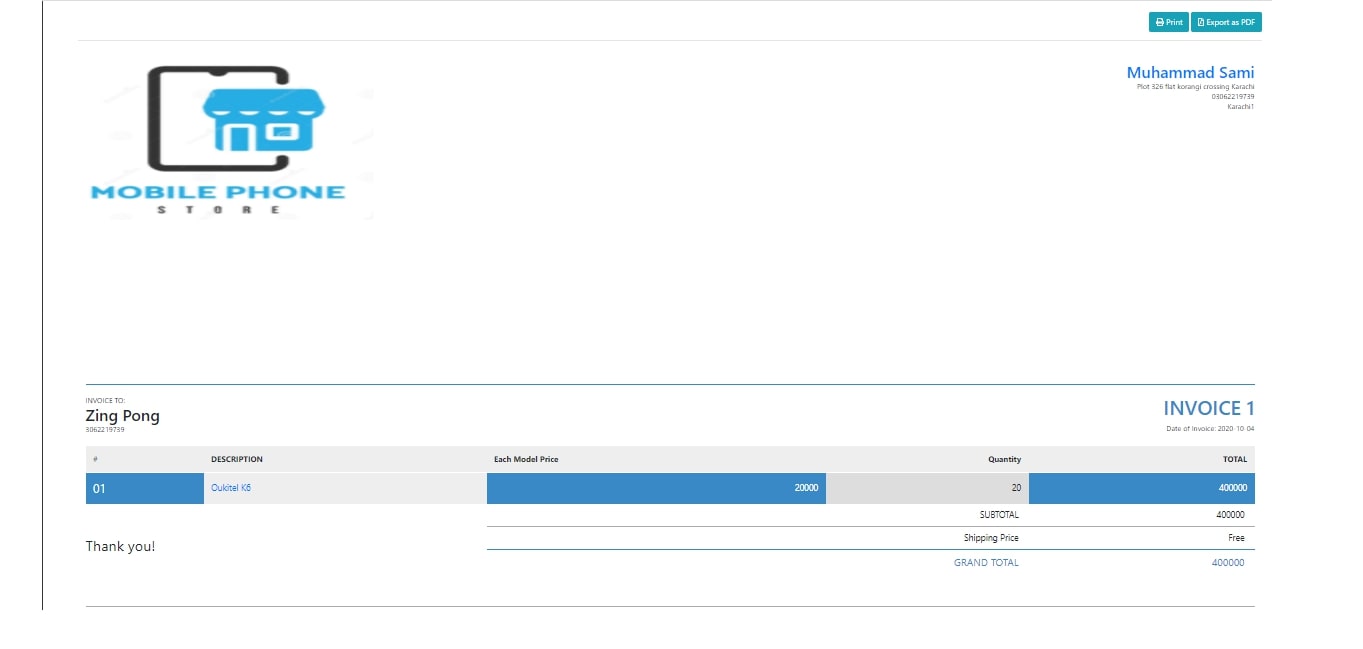 Print Export as PDF
MOBILE PHONE
STORE
Muhammad Sami
Plot 326 flat korangi crossing Karachi
03062219739
Karachi1
INVOICE TO:
Zing Pong
3062219739
INVOICE 1
Date of Invoice: 2020-10-04
# DESCRIPTION Each Model Price Quantity TOTAL
01 Oukitel K6 20000 20 400000
SUBTOTAL 400000
Shipping Price Free
GRAND TOTAL 400000
Thank you!